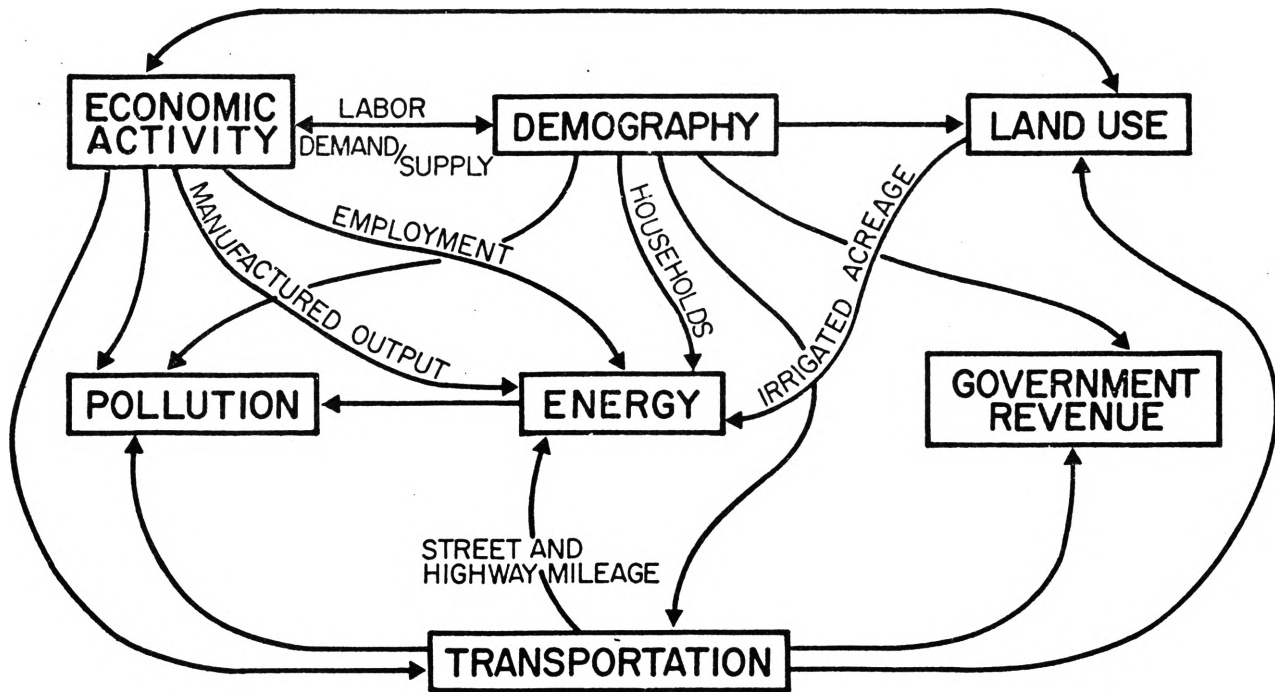 ECONOMIC
ACTIVITY
LABOR
DEMAND/
SUPPLY
DEMOGRAPHY
LAND USE
MANUFACTURED OUTPUT
EMPLOYMENT
HOUSEHOLDS
IRRIGATED ACREAGE
POLLUTION
ENERGY
GOVERNMENT
REVENUE
STREET AND
HIGHWAY MILEAGE
TRANSPORTATION